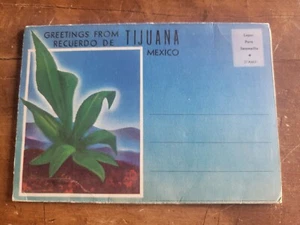 GREETINGS FROM
RECUERDO DE
TIJUANA
MEXICO